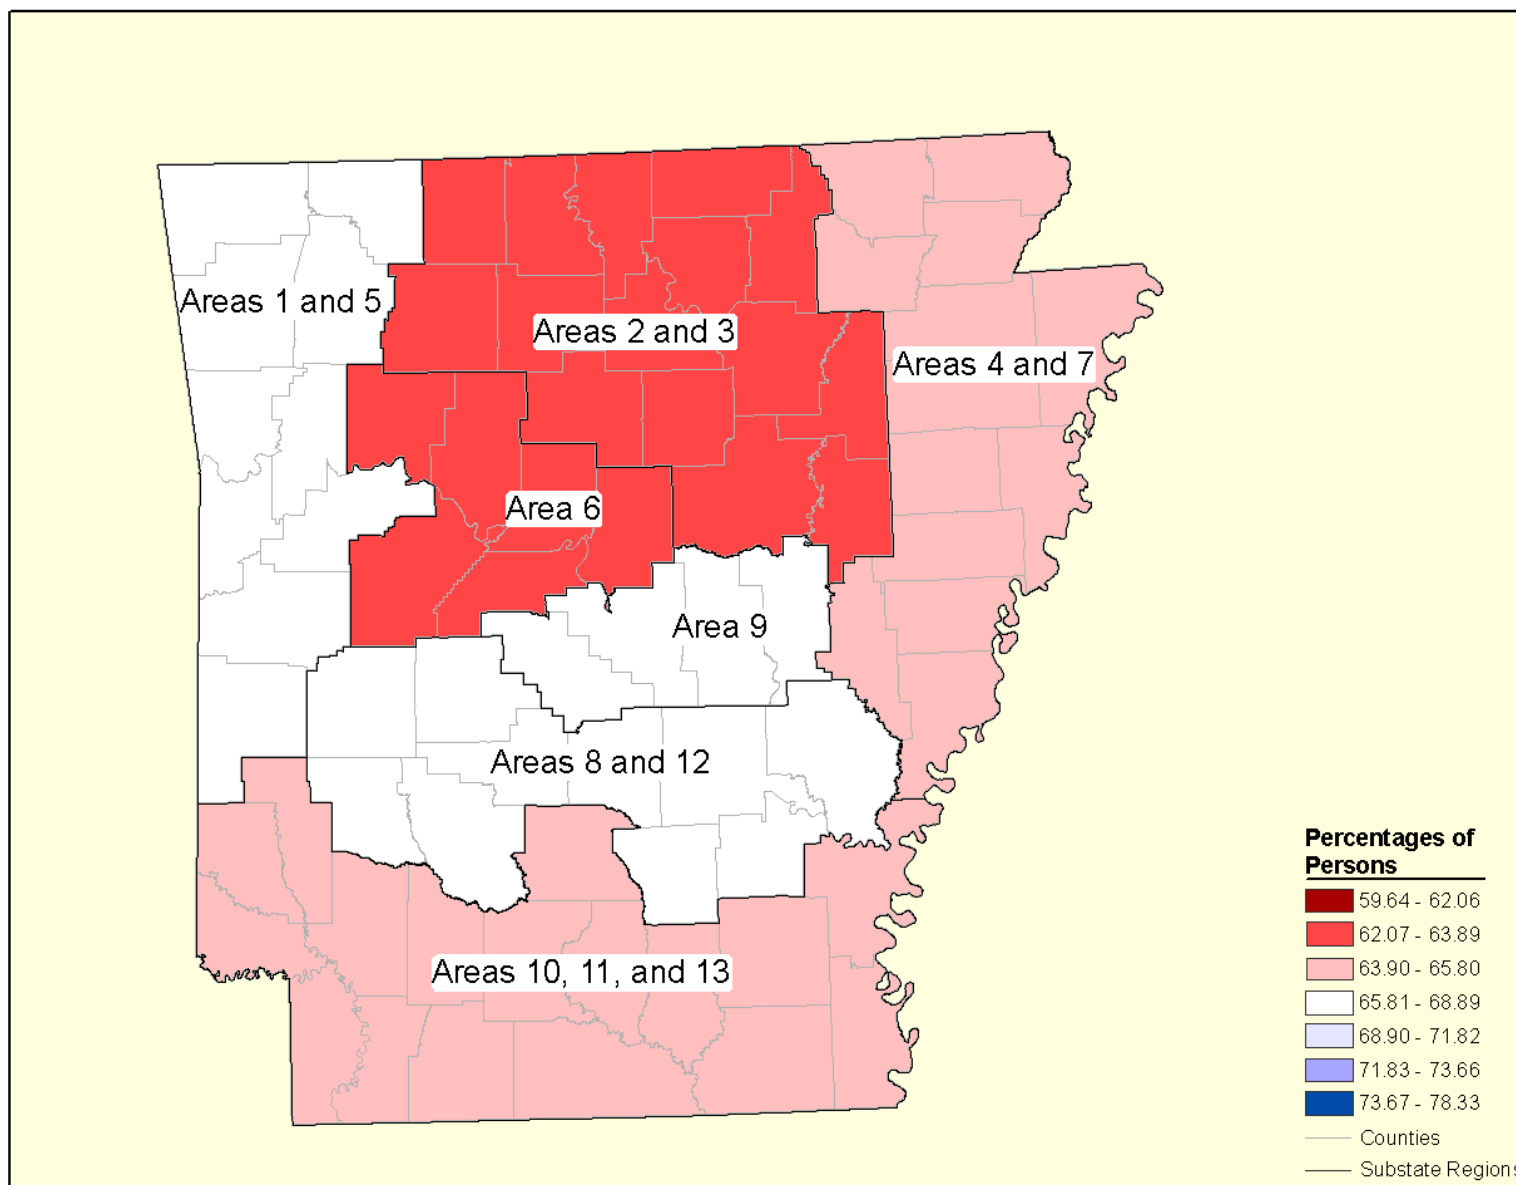 Areas 1 and 5
Areas 2 and 3
Areas 4 and 7
Area 6
Area 9
Areas 8 and 12
Areas 10, 11, and 13
Percentages of
Persons
59.64 - 62.06
62.07 - 63.89
63.90 - 65.80
65.81 - 68.89
68.90 - 71.82
71.83 - 73.66
73.67 - 78.33
Counties
Substate Regions